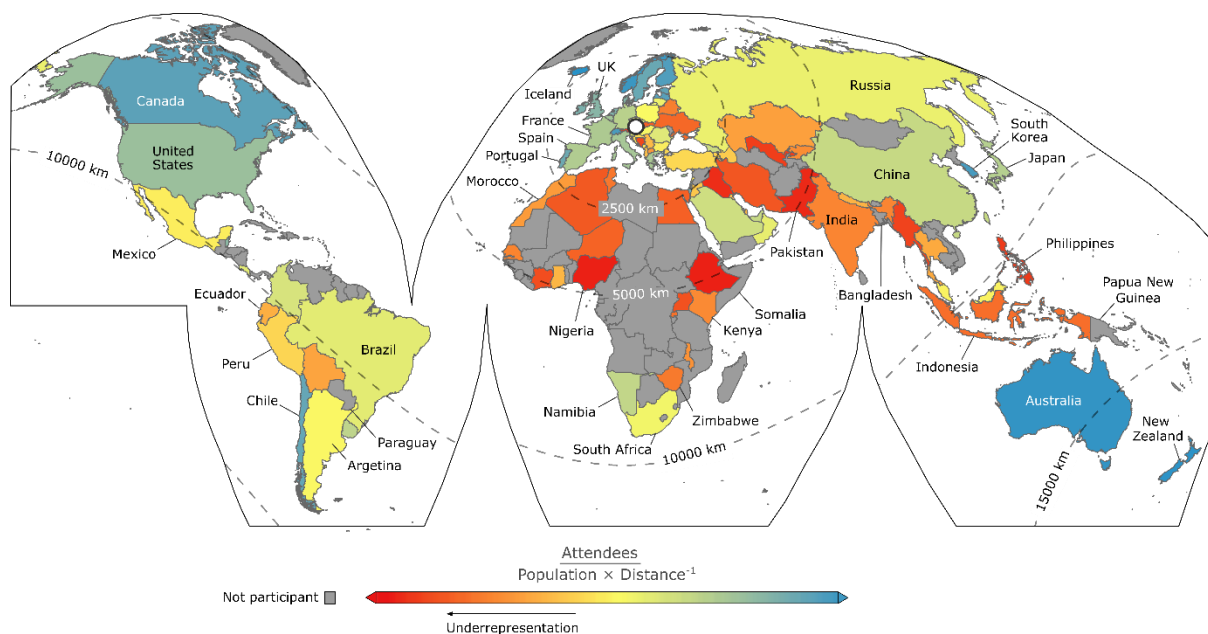 UK
Iceland
Canada
Russia
France
South
Korea
Spain
United
States
10000 km
Portugal
Japan
China
Morocco
2500 km
India
Mexico
Pakistan
Philippines
Ecuador
5000 km
Bangladesh
Papua New
Guinea
Nigeria
Somalia
Kenya
Peru
Brazil
Indonesia
Chile
Namibia
Australia
Zimbabwe
New
Zealand
Paraguay
South Africa
Argetina
10000 km
15000 km
Attendees
Population × Distance⁻¹
Not participant
Underrepresentation